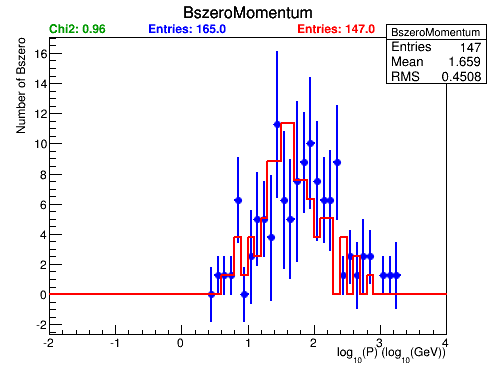 BszeroMomentum
Chi2: 0.96 Entries: 165.0 Entries: 147.0
BszeroMomentum
Entries 147
Mean 1.659
RMS 0.4508
Number of Bszero
16
14
12
10
8
6
4
2
0
-2
-2 -1 0 1 2 3 4
log₁₀(P) (log₁₀(GeV))